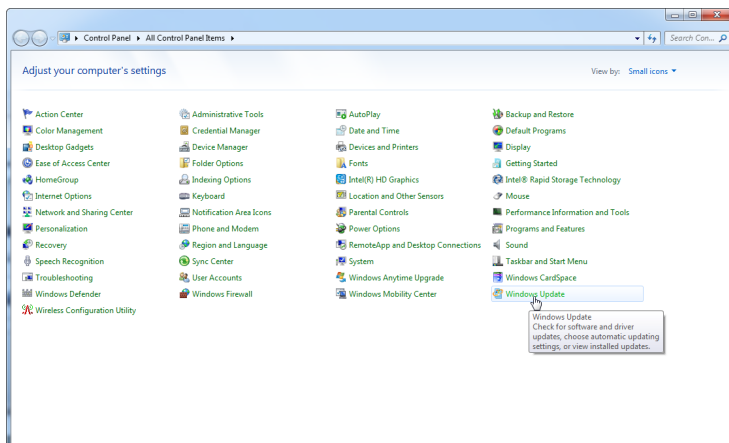 Control Panel ▸ All Control Panel Items ▸
Search Con...
Adjust your computer's settings
View by: Small icons
Action Center
Administrative Tools
AutoPlay
Backup and Restore
Color Management
Credential Manager
Date and Time
Default Programs
Desktop Gadgets
Device Manager
Devices and Printers
Display
Ease of Access Center
Folder Options
Fonts
Getting Started
HomeGroup
Indexing Options
Intel(R) HD Graphics
Intel® Rapid Storage Technology
Internet Options
Keyboard
Location and Other Sensors
Mouse
Network and Sharing Center
Notification Area Icons
Parental Controls
Performance Information and Tools
Personalization
Phone and Modem
Power Options
Programs and Features
Recovery
Region and Language
RemoteApp and Desktop Connections
Sound
Speech Recognition
Sync Center
System
Taskbar and Start Menu
Troubleshooting
User Accounts
Windows Anytime Upgrade
Windows CardSpace
Windows Defender
Windows Firewall
Windows Mobility Center
Windows Update
Wireless Configuration Utility
Windows Update
Check for software and driver
updates, choose automatic updating
settings, or view installed updates.